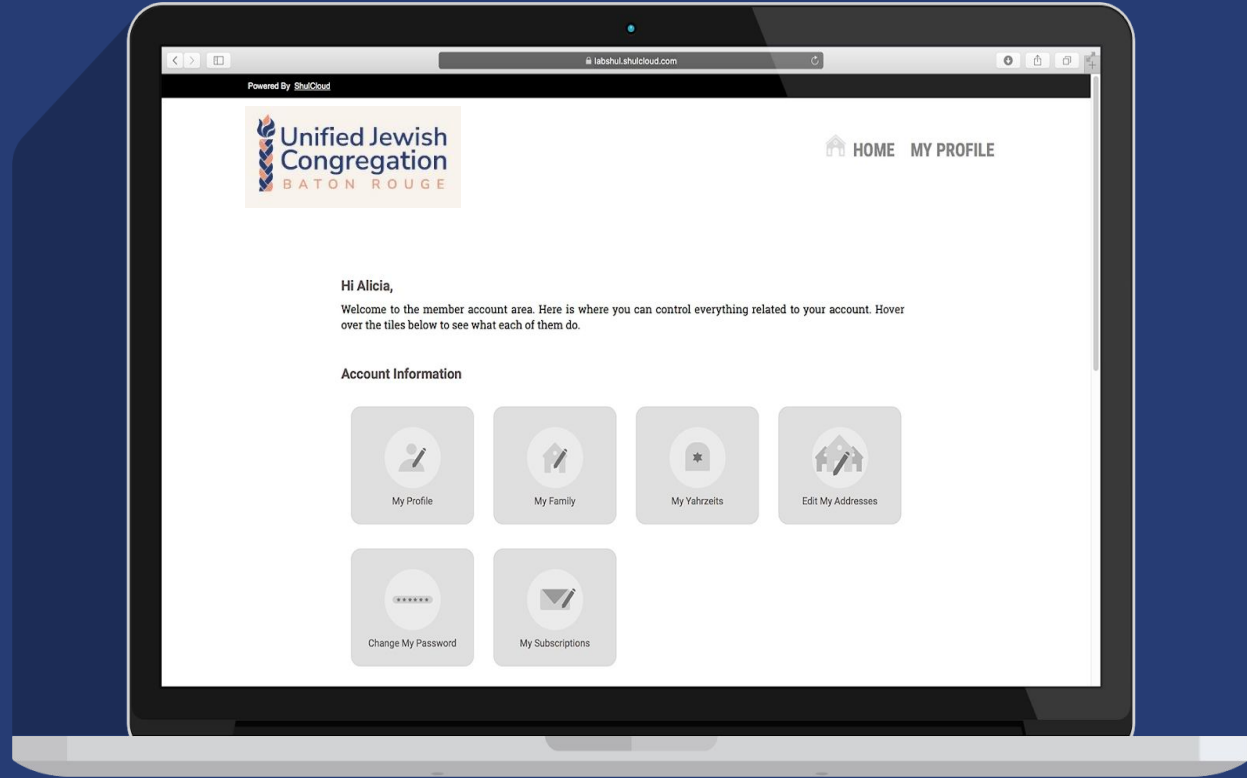 labshul.shulcloud.com
Powered By ShulCloud
Unified Jewish
Congregation
BATON ROUGE
HOME MY PROFILE
Hi Alicia,
Welcome to the member account area. Here is where you can control everything related to your account. Hover
over the tiles below to see what each of them do.
Account Information
My Profile
My Family
My Yahrzeits
Edit My Addresses
Change My Password
My Subscriptions